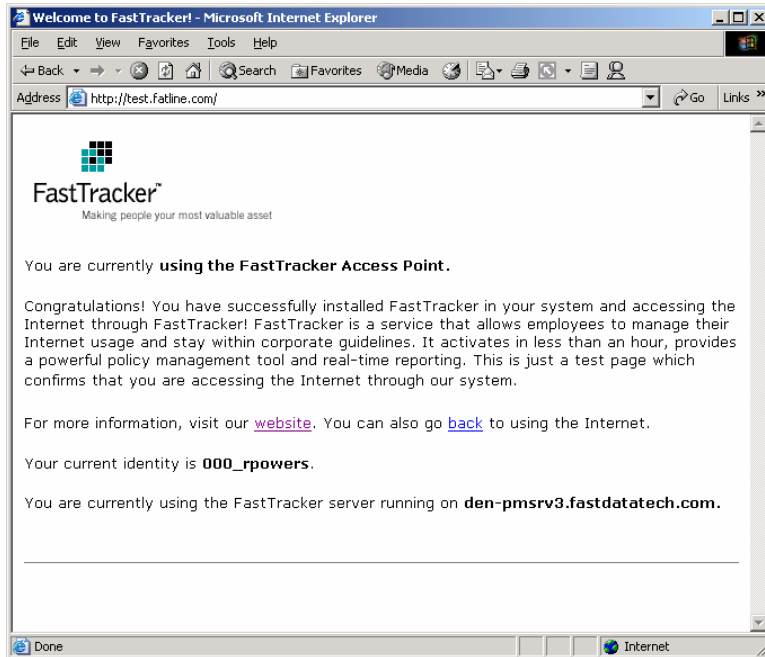 Welcome to FastTracker! - Microsoft Internet Explorer
File Edit View Favorites Tools Help
Back Search Favorites Media
Address http://test.fatline.com/ Go Links »
FastTracker™
Making people your most valuable asset
You are currently using the FastTracker Access Point.
Congratulations! You have successfully installed FastTracker in your system and accessing the
Internet through FastTracker! FastTracker is a service that allows employees to manage their
Internet usage and stay within corporate guidelines. It activates in less than an hour, provides
a powerful policy management tool and real-time reporting. This is just a test page which
confirms that you are accessing the Internet through our system.
For more information, visit our website. You can also go back to using the Internet.
Your current identity is 000_rpowers.
You are currently using the FastTracker server running on den-pmsrv3.fastdatatech.com.
Done Internet